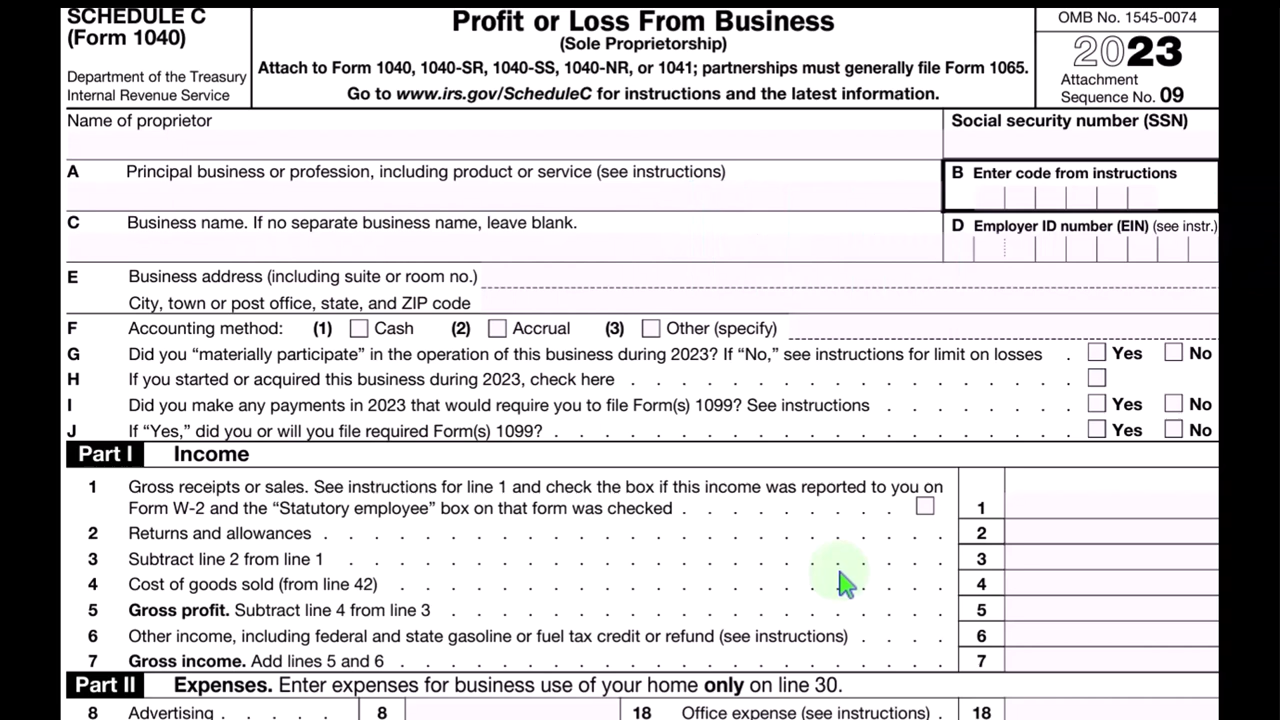 SCHEDULE C
(Form 1040)
Department of the Treasury
Internal Revenue Service
Profit or Loss From Business
(Sole Proprietorship)
Attach to Form 1040, 1040-SR, 1040-SS, 1040-NR, or 1041; partnerships must generally file Form 1065.
Go to www.irs.gov/ScheduleC for instructions and the latest information.
OMB No. 1545-0074
2023
Attachment
Sequence No. 09
Name of proprietor
Social security number (SSN)
A Principal business or profession, including product or service (see instructions)
B Enter code from instructions
C Business name. If no separate business name, leave blank.
D Employer ID number (EIN) (see instr.)
E Business address (including suite or room no.)
City, town or post office, state, and ZIP code
F Accounting method: (1) Cash (2) Accrual (3) Other (specify)
G Did you “materially participate” in the operation of this business during 2023? If “No,” see instructions for limit on losses . Yes No
H If you started or acquired this business during 2023, check here . . . . . . . . . . . . . . . . . .
I Did you make any payments in 2023 that would require you to file Form(s) 1099? See instructions . . . . . . . Yes No
J If “Yes,” did you or will you file required Form(s) 1099? . . . . . . . . . . . . . . . . . . . . . Yes No
Part I Income
1 Gross receipts or sales. See instructions for line 1 and check the box if this income was reported to you on
Form W-2 and the “Statutory employee” box on that form was checked . . . . . . . . . 1
2 Returns and allowances . . . . . . . . . . . . . . . . . . . . . . . . . 2
3 Subtract line 2 from line 1 . . . . . . . . . . . . . . . . . . . . . . . . 3
4 Cost of goods sold (from line 42) . . . . . . . . . . . . . . . . . . . . . . 4
5 Gross profit. Subtract line 4 from line 3 . . . . . . . . . . . . . . . . . . . . 5
6 Other income, including federal and state gasoline or fuel tax credit or refund (see instructions) . . . . 6
7 Gross income. Add lines 5 and 6 . . . . . . . . . . . . . . . . . . . . . . 7
Part II Expenses. Enter expenses for business use of your home only on line 30.
8 Advertising . . . . . 8
18 Office expense (see instructions) . 18